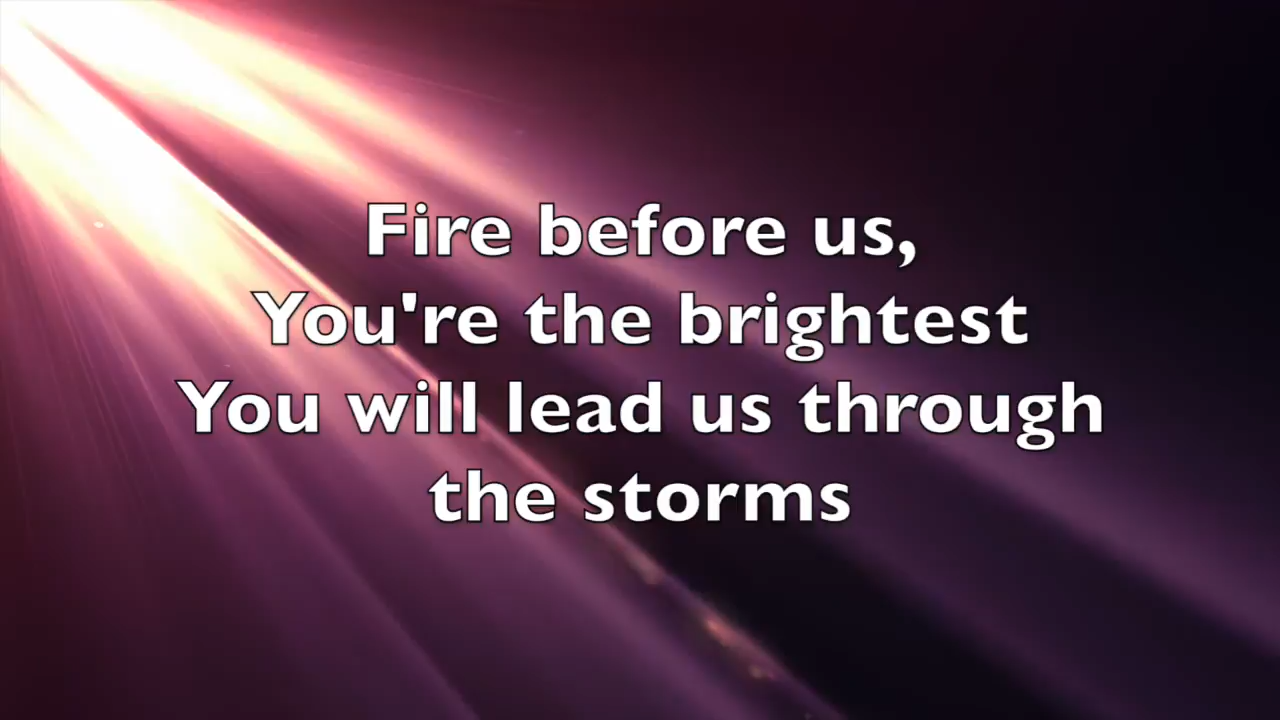 Fire before us,
You're the brightest
You will lead us through
the storms